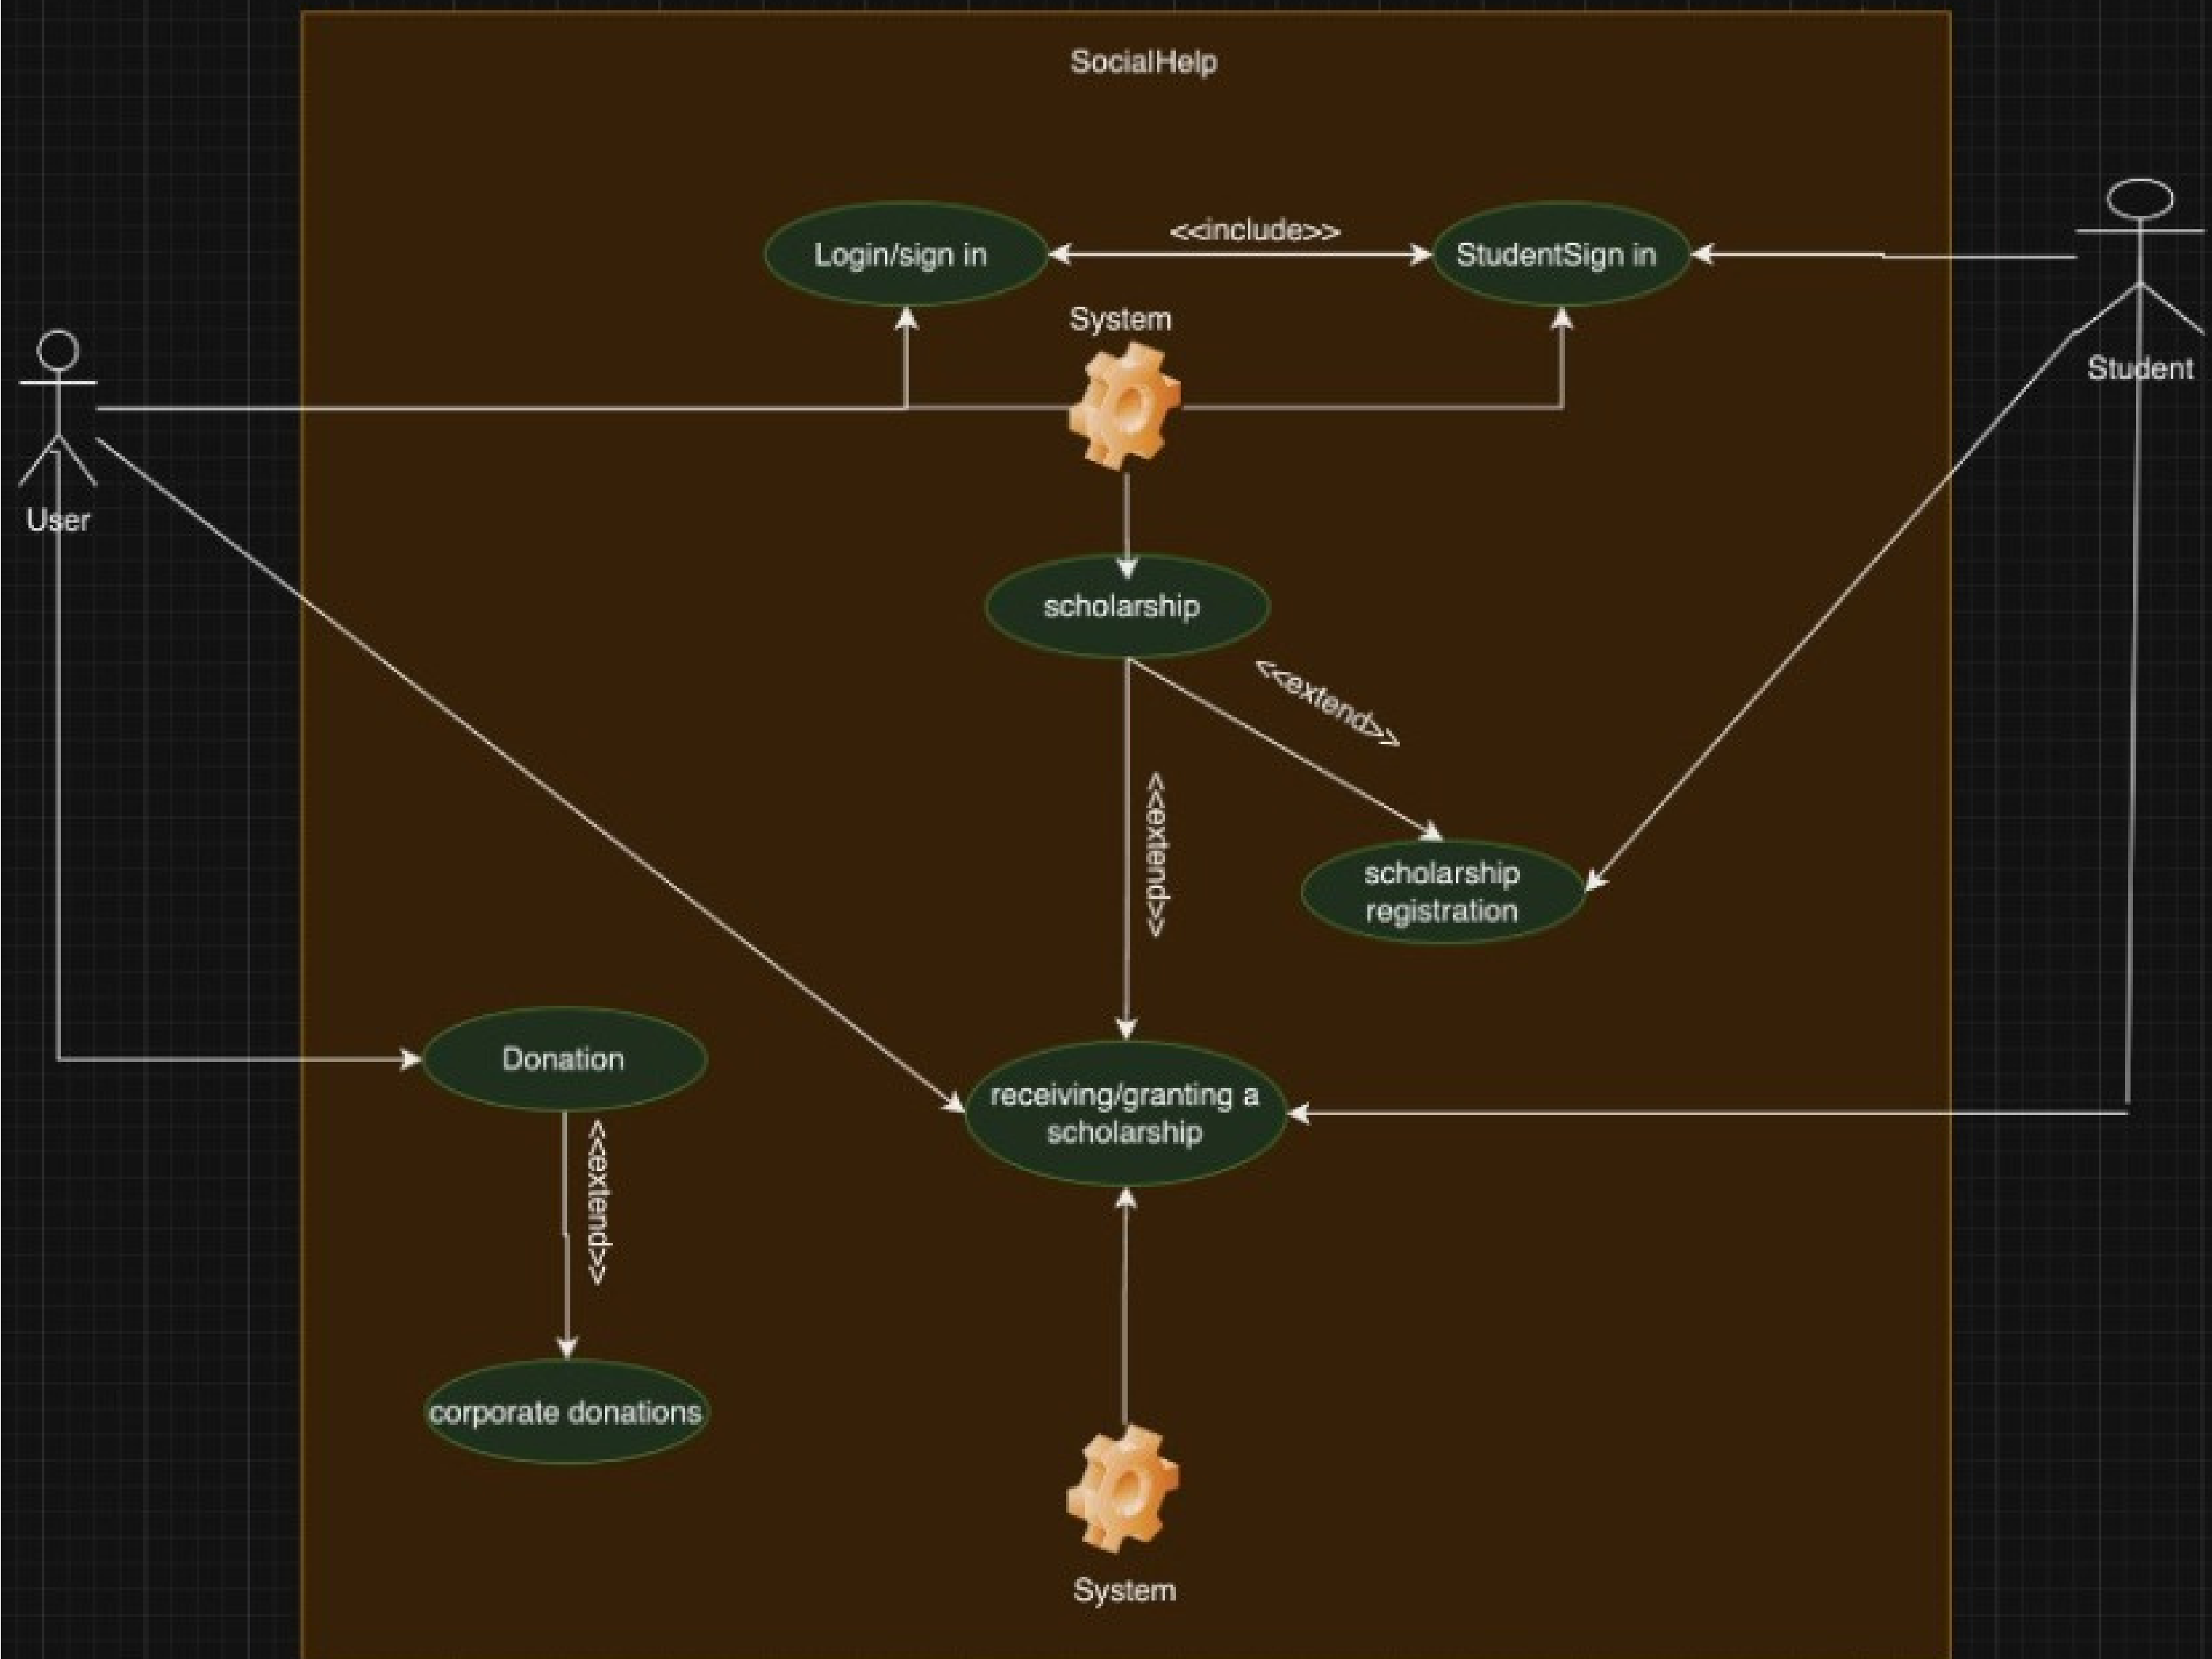 SocialHelp
<<include>>
Login/sign in
StudentSign in
System
Student
User
scholarship
<<extend>>
<<extend>>
scholarship
registration
Donation
receiving/granting a
scholarship
<<extend>>
corporate donations
System